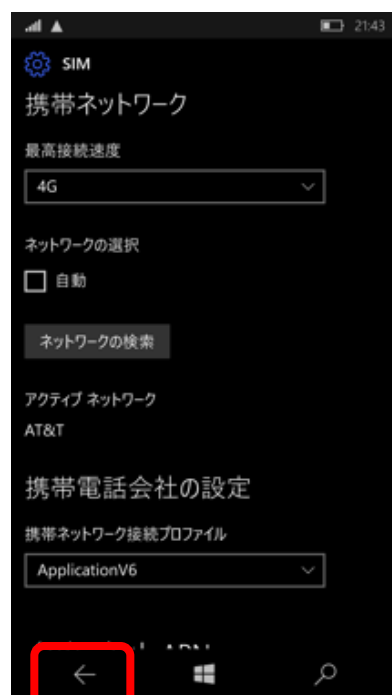 21:43
SIM
携帯ネットワーク
最高接続速度
4G
ネットワークの選択
自動
ネットワークの検索
アクティブ ネットワーク
AT&T
携帯電話会社の設定
携帯ネットワーク接続プロファイル
ApplicationV6